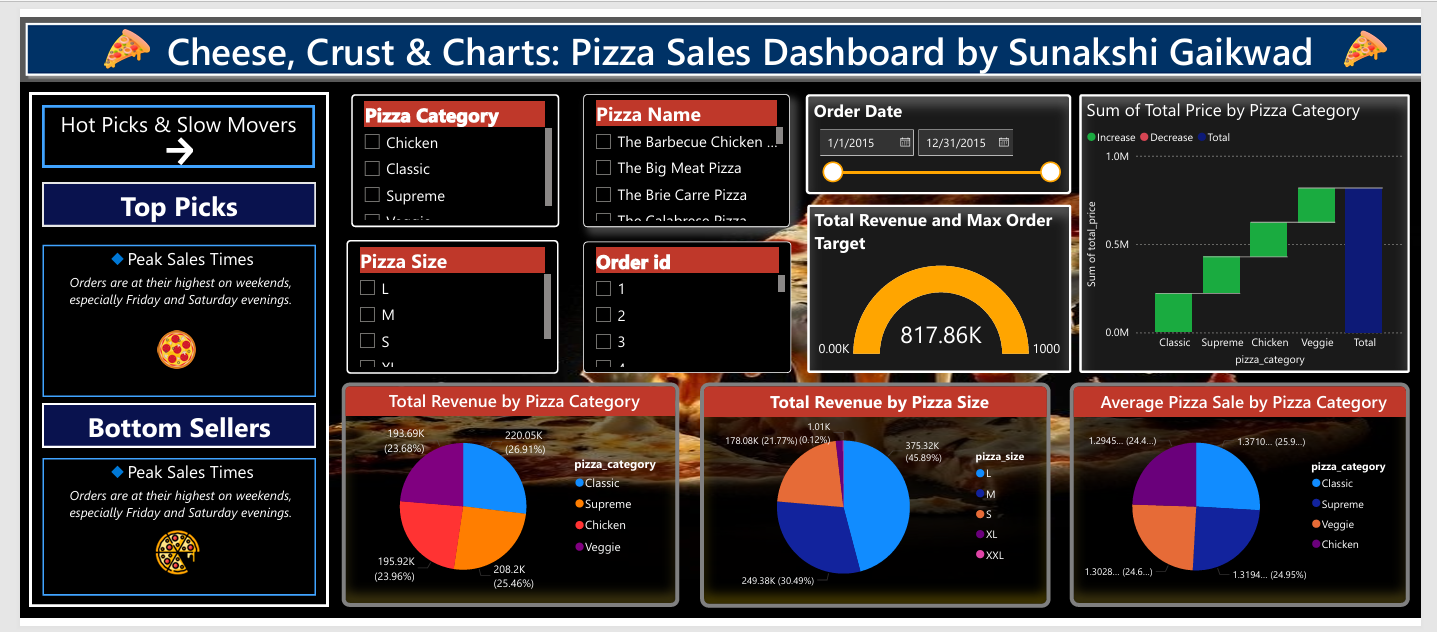 Cheese, Crust & Charts: Pizza Sales Dashboard by Sunakshi Gaikwad
Hot Picks & Slow Movers
→
Top Picks
Peak Sales Times
Orders are at their highest on weekends,
especially Friday and Saturday evenings.
Bottom Sellers
Peak Sales Times
Orders are at their highest on weekends,
especially Friday and Saturday evenings.
Pizza Category
Chicken
Classic
Supreme
Veggie
Pizza Name
The Barbecue Chicken ...
The Big Meat Pizza
The Brie Carre Pizza
The Calabrese Pizza
Pizza Size
L
M
S
XL
Order id
1
2
3
4
Order Date
1/1/2015
12/31/2015
Total Revenue and Max Order
Target
817.86K
0.00K
1000
Sum of Total Price by Pizza Category
Increase Decrease Total
1.0M
0.5M
0.0M
Sum of total_price
Classic Supreme Chicken Veggie Total
pizza_category
Total Revenue by Pizza Category
193.69K
(23.68%)
220.05K
(26.91%)
195.92K
(23.96%)
208.2K
(25.46%)
pizza_category
Classic
Supreme
Chicken
Veggie
Total Revenue by Pizza Size
1.01K
(0.12%)
178.08K (21.77%)
375.32K
(45.89%)
249.38K (30.49%)
pizza_size
L
M
S
XL
XXL
Average Pizza Sale by Pizza Category
1.2945... (24.4...)
1.3710... (25.9...)
1.3028... (24.6...)
1.3194... (24.95%)
pizza_category
Classic
Supreme
Veggie
Chicken